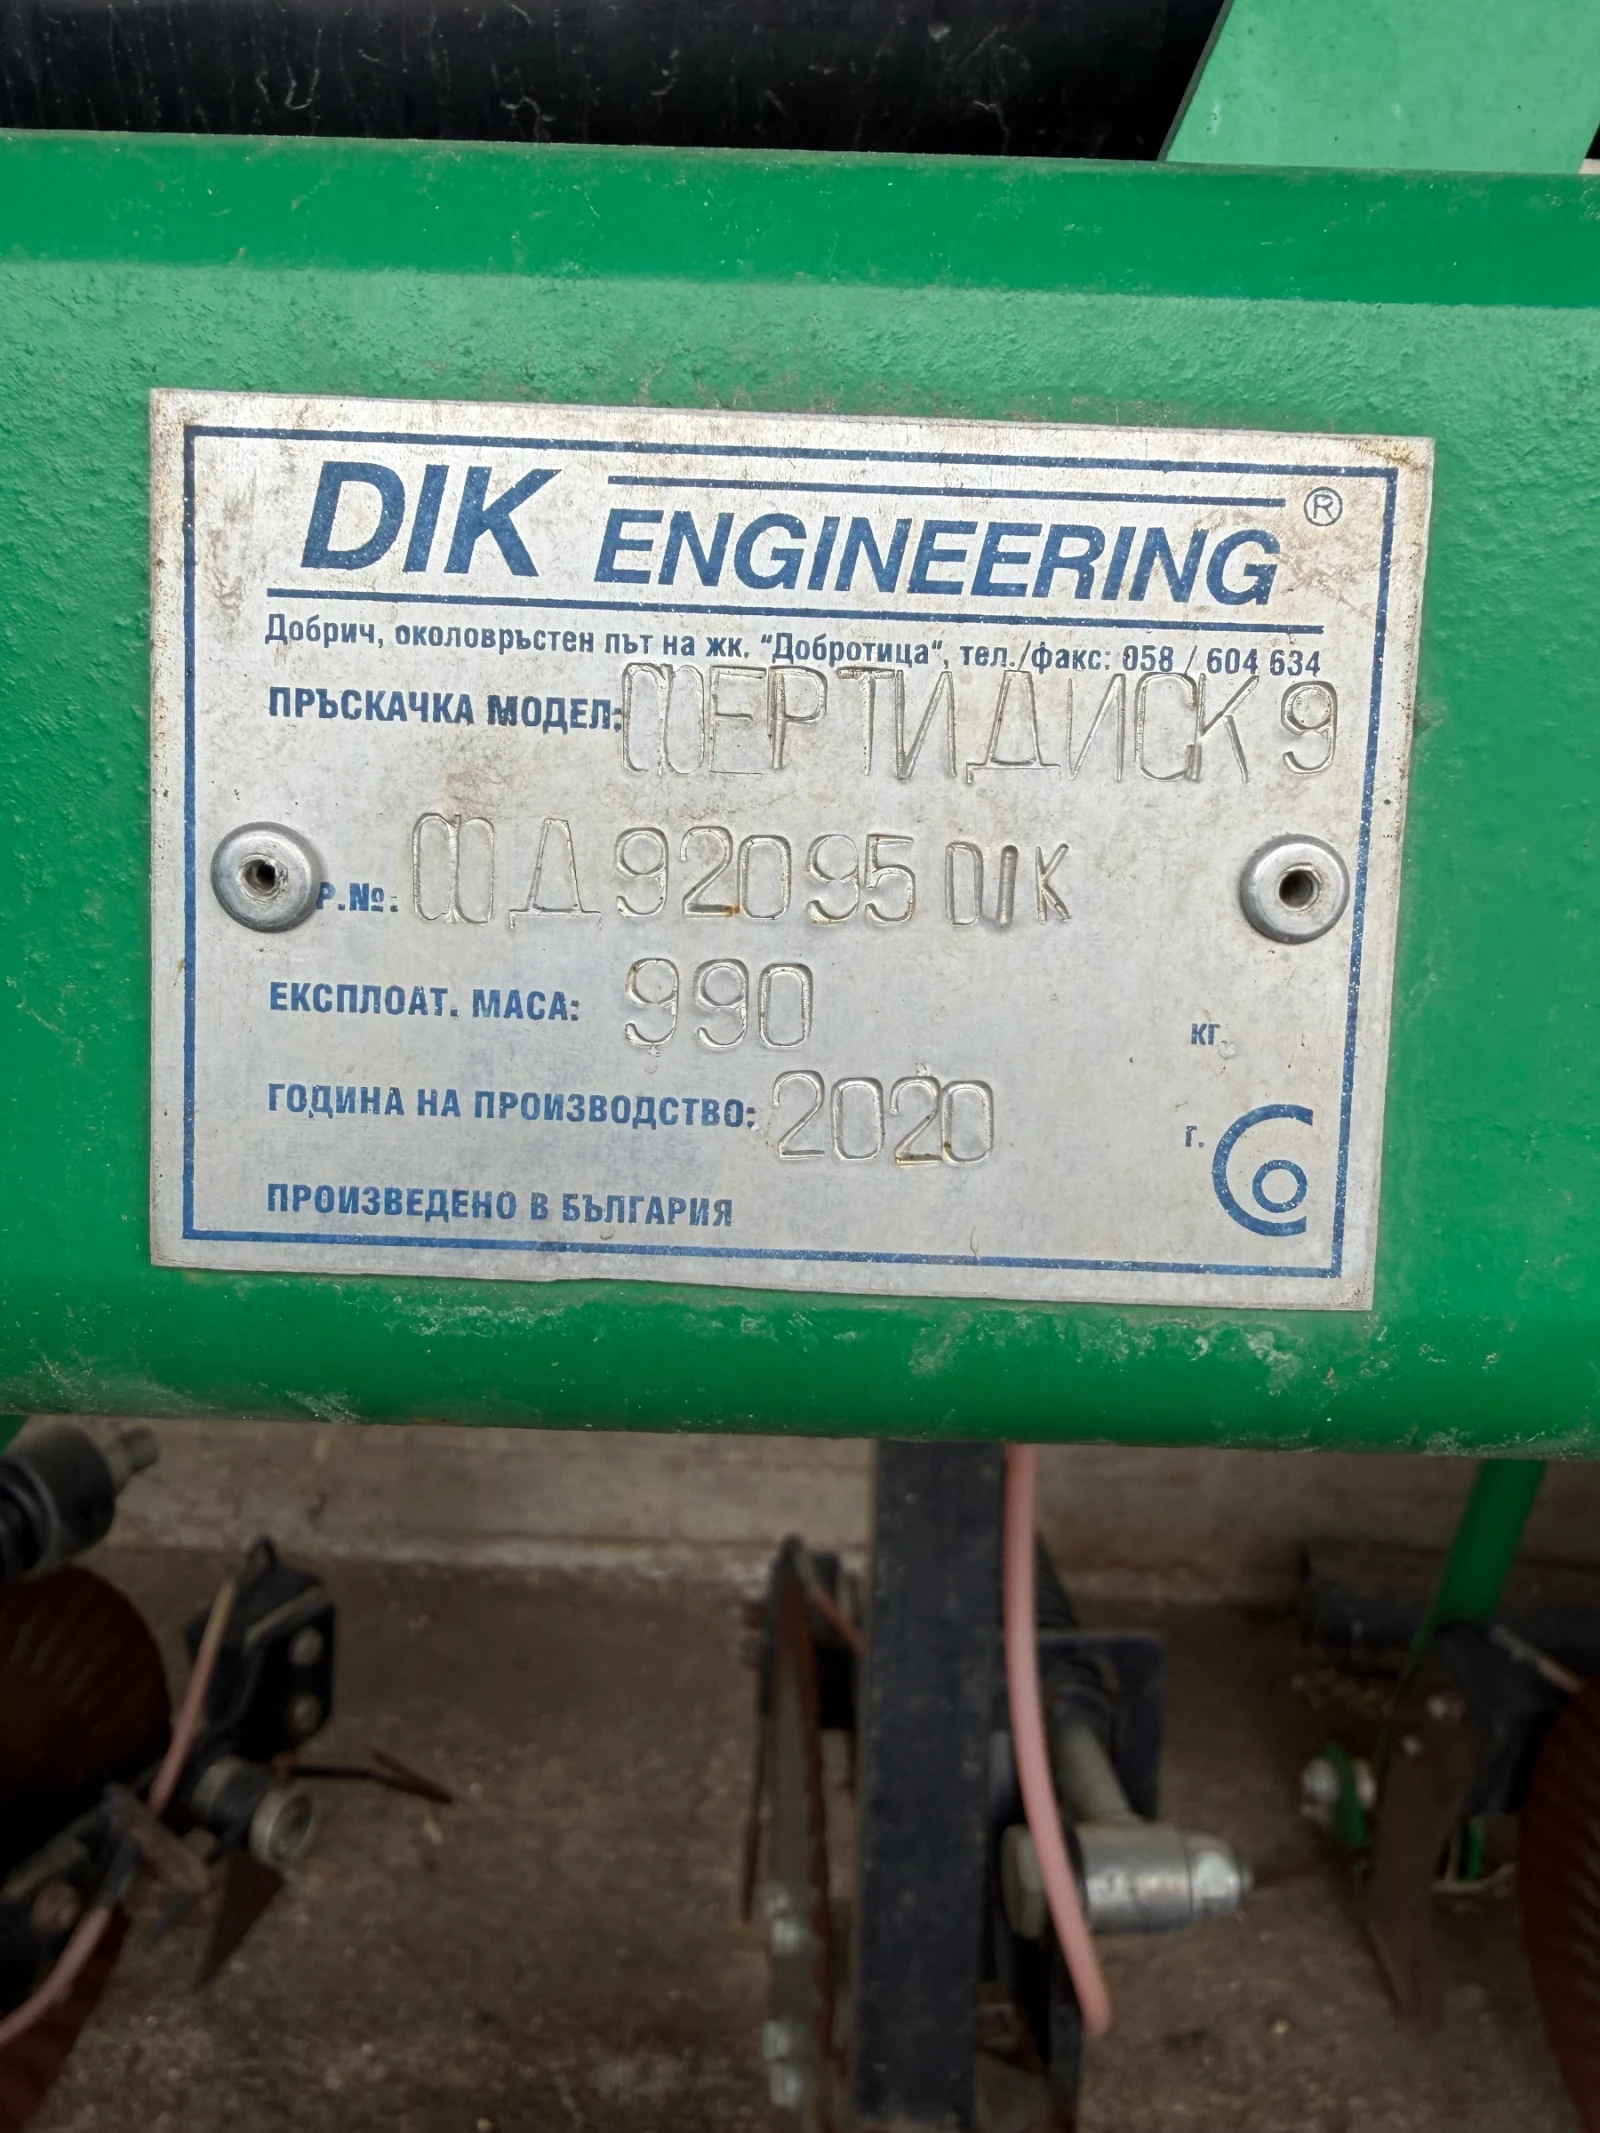 DIK ENGINEERING ®
Добрич, околовръстен път на жк. "Добротица", тел./факс: 058 / 604 634
ПРЪСКАЧКА МОДЕЛ: ФЕРТИДИСК 9
Р.№: ФД 92095 DIK
ЕКСПЛОАТ. МАСА: 990 кг.
ГОДИНА НА ПРОИЗВОДСТВО: 2020 г.
ПРОИЗВЕДЕНО В БЪЛГАРИЯ